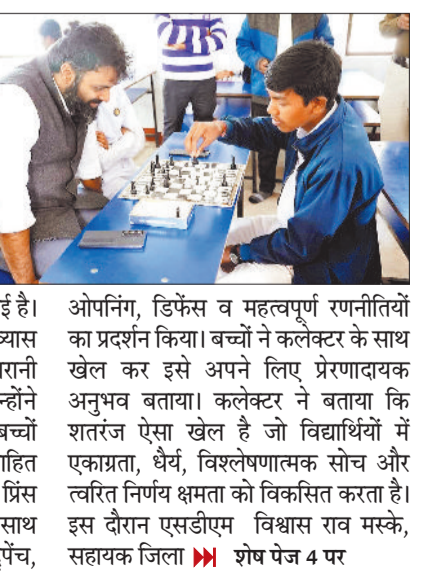 ई है।
व्यास
रानी
न्होंने
बच्चों
ाहित
प्रिंस
साथ
पेंच,
ओपनिंग, डिफेंस व महत्वपूर्ण रणनीतियों
का प्रदर्शन किया। बच्चों ने कलेक्टर के साथ
खेल कर इसे अपने लिए प्रेरणादायक
अनुभव बताया। कलेक्टर ने बताया कि
शतरंज ऐसा खेल है जो विद्यार्थियों में
एकाग्रता, धैर्य, विश्लेषणात्मक सोच और
त्वरित निर्णय क्षमता को विकसित करता है।
इस दौरान एसडीएम विश्वास राव मस्के,
सहायक जिला शेष पेज 4 पर